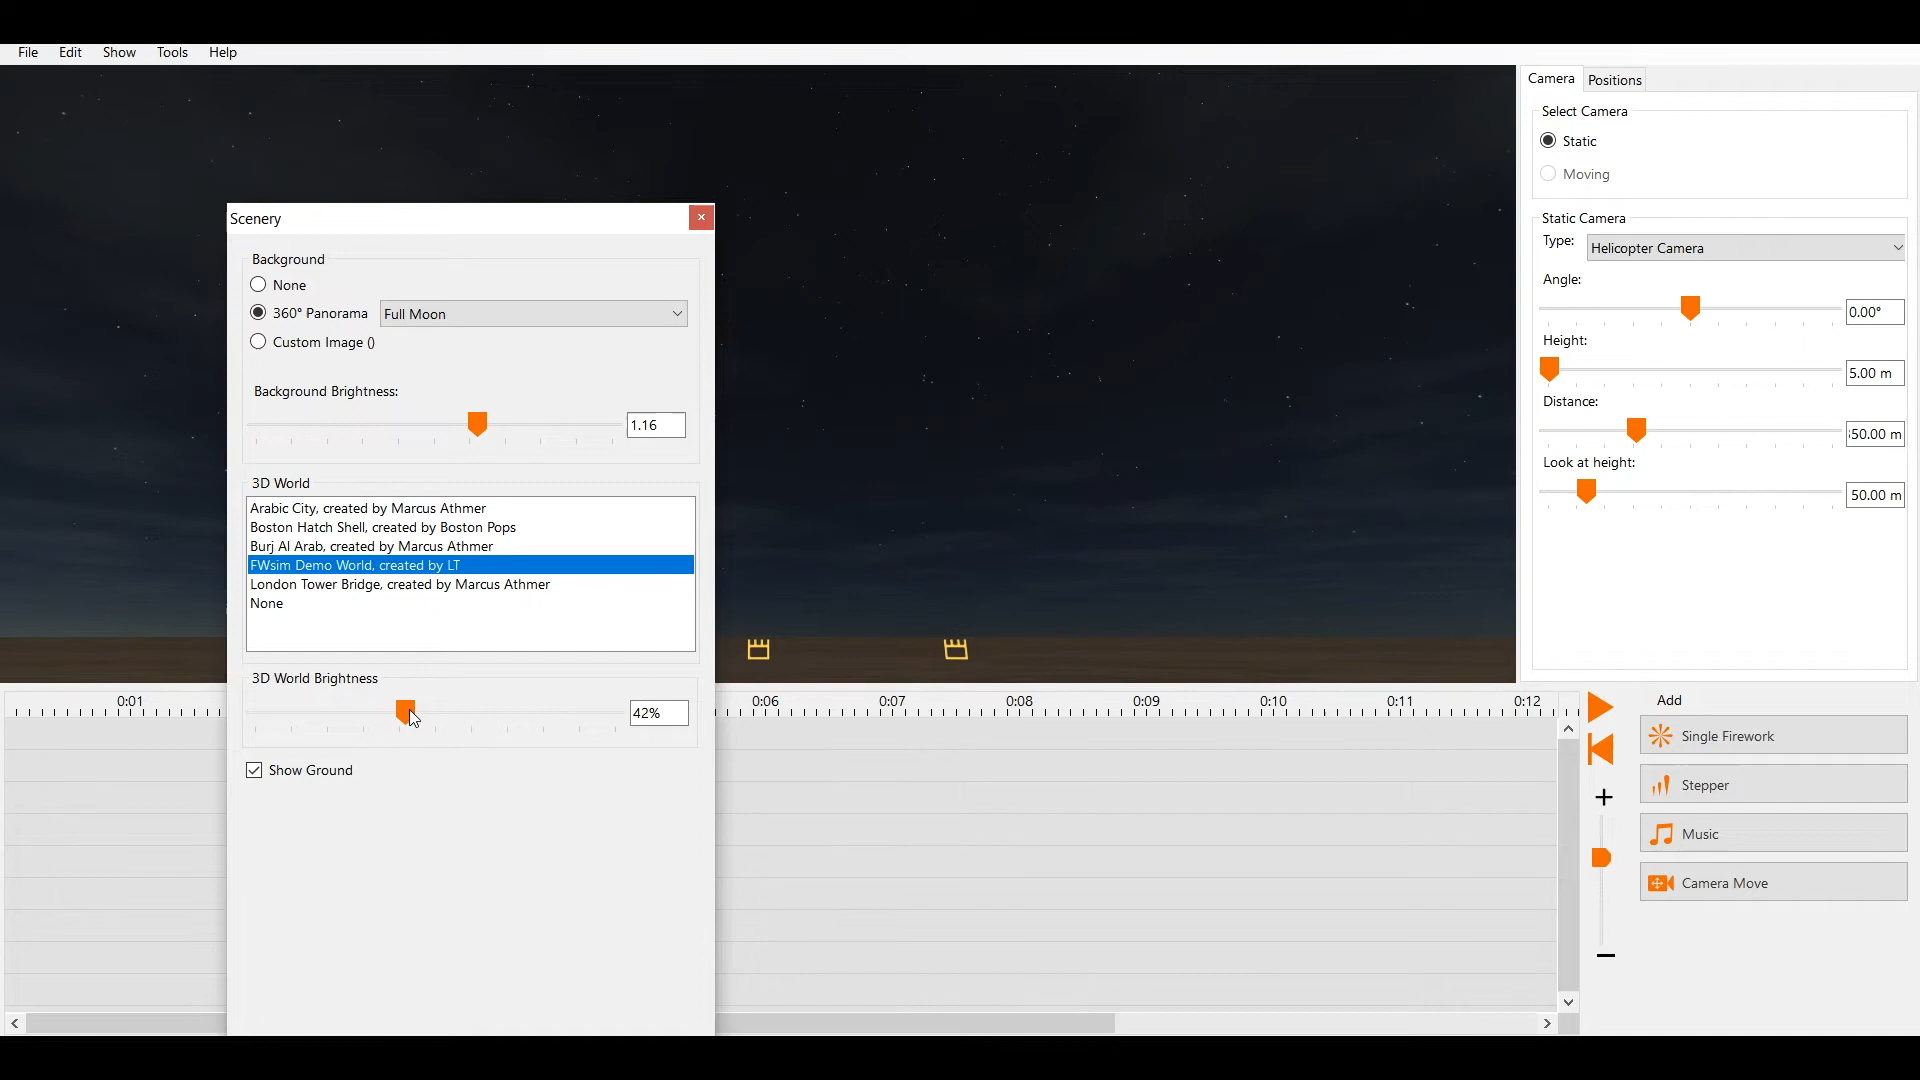 File Edit Show Tools Help
Camera Positions
Select Camera
Static
Moving
Static Camera
Type: Helicopter Camera
Angle:
0.00°
Height:
5.00 m
Distance:
50.00 m
Look at height:
50.00 m
Scenery
Background
None
360° Panorama Full Moon
Custom Image ()
Background Brightness:
1.16
3D World
Arabic City, created by Marcus Athmer
Boston Hatch Shell, created by Boston Pops
Burj Al Arab, created by Marcus Athmer
FWsim Demo World, created by LT
London Tower Bridge, created by Marcus Athmer
None
3D World Brightness
42%
Show Ground
0:01 0:06 0:07 0:08 0:09 0:10 0:11 0:12
Add
Single Firework
Stepper
Music
Camera Move